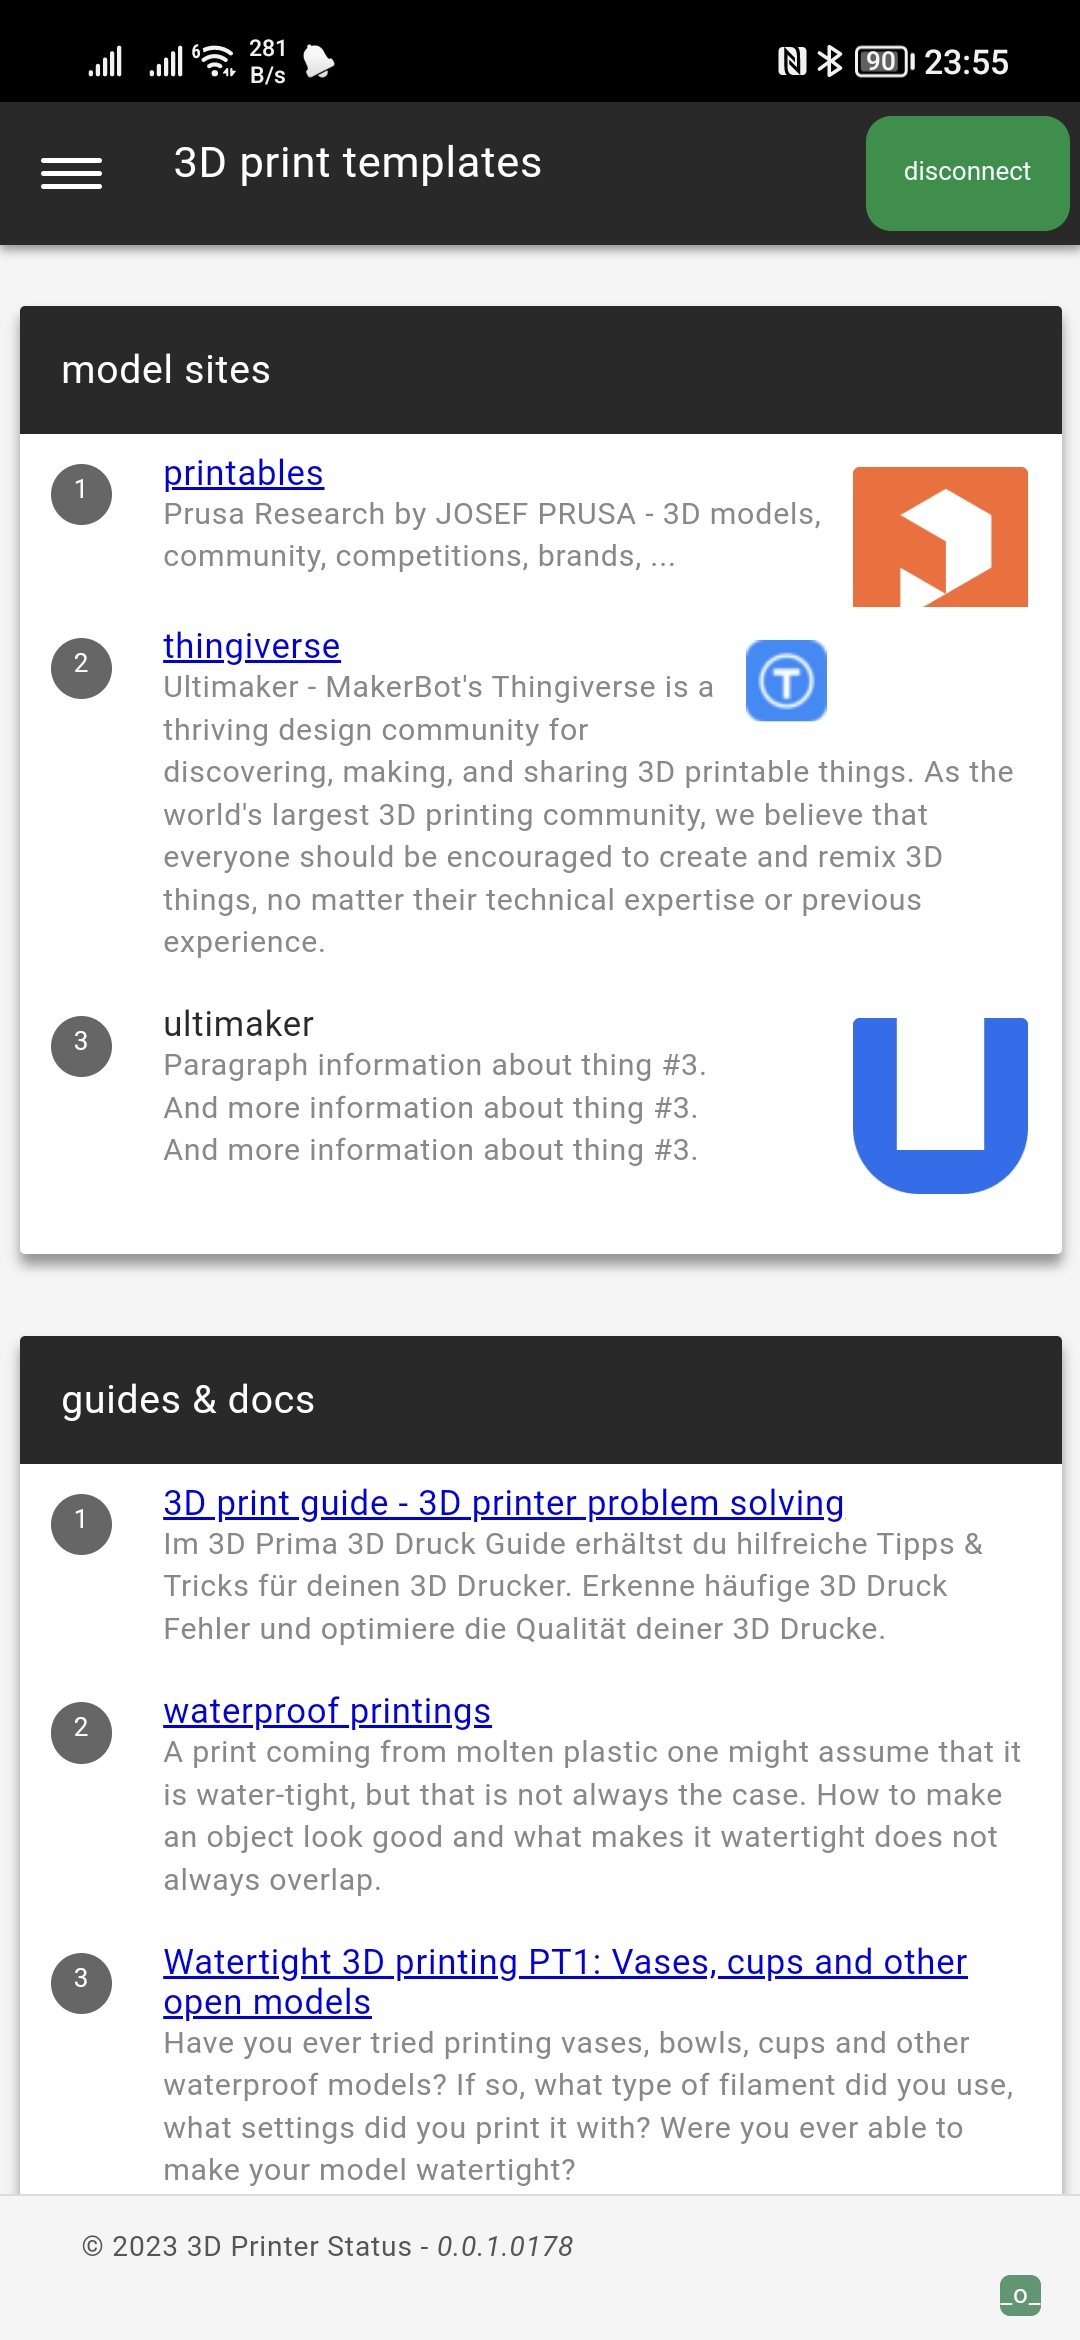 6
281
B/s
90
23:55
3D print templates
disconnect
model sites
1
printables
Prusa Research by JOSEF PRUSA - 3D models,
community, competitions, brands, ...
2
thingiverse
Ultimaker - MakerBot's Thingiverse is a
thriving design community for
discovering, making, and sharing 3D printable things. As the
world's largest 3D printing community, we believe that
everyone should be encouraged to create and remix 3D
things, no matter their technical expertise or previous
experience.
3
ultimaker
Paragraph information about thing #3.
And more information about thing #3.
And more information about thing #3.
guides & docs
1
3D print guide - 3D printer problem solving
Im 3D Prima 3D Druck Guide erhältst du hilfreiche Tipps &
Tricks für deinen 3D Drucker. Erkenne häufige 3D Druck
Fehler und optimiere die Qualität deiner 3D Drucke.
2
waterproof printings
A print coming from molten plastic one might assume that it
is water-tight, but that is not always the case. How to make
an object look good and what makes it watertight does not
always overlap.
3
Watertight 3D printing PT1: Vases, cups and other
open models
Have you ever tried printing vases, bowls, cups and other
waterproof models? If so, what type of filament did you use,
what settings did you print it with? Were you ever able to
make your model watertight?
© 2023 3D Printer Status - 0.0.1.0178
_o_